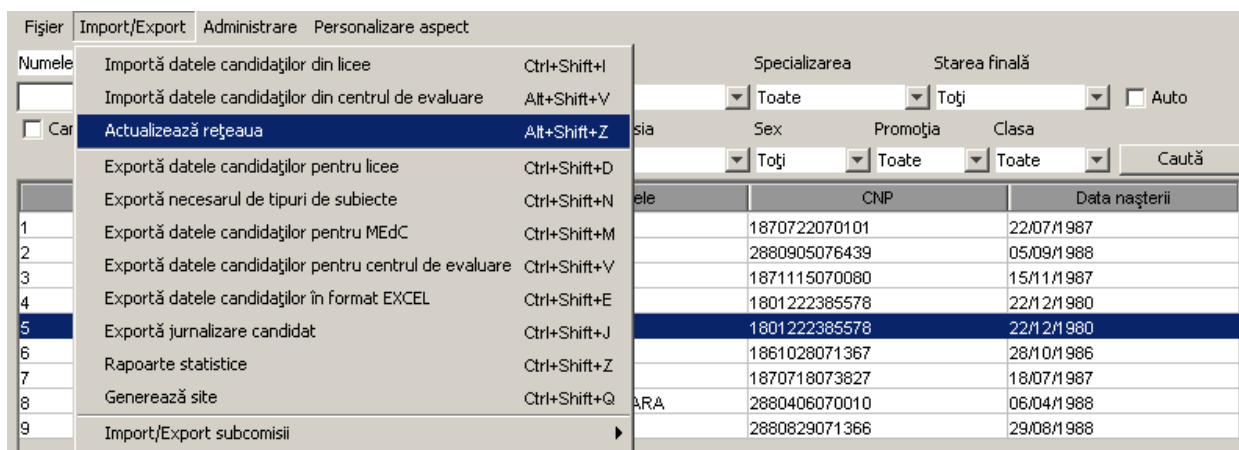 Fişier Import/Export Administrare Personalizare aspect
Numele Specializarea Starea finală
Toate Toţi Auto
Car sia Sex Promoţia Clasa
Toţi Toate Toate Caută
ele CNP Data naşterii
Importă datele candidaţilor din licee Ctrl+Shift+I
Importă datele candidaţilor din centrul de evaluare Alt+Shift+V
Actualizează reţeaua Alt+Shift+Z
Exportă datele candidaţilor pentru licee Ctrl+Shift+D
Exportă necesarul de tipuri de subiecte Ctrl+Shift+N
Exportă datele candidaţilor pentru MEdC Ctrl+Shift+M
Exportă datele candidaţilor pentru centrul de evaluare Ctrl+Shift+V
Exportă datele candidaţilor în format EXCEL Ctrl+Shift+E
Exportă jurnalizare candidat Ctrl+Shift+J
Rapoarte statistice Ctrl+Shift+Z
Generează site Ctrl+Shift+Q
Import/Export subcomisii
1 1870722070101 22/07/1987
2 2880905076439 05/09/1988
3 1871115070080 15/11/1987
4 1801222385578 22/12/1980
5 1801222385578 22/12/1980
6 1861028071367 28/10/1986
7 1870718073827 18/07/1987
8 ARA 2880406070010 06/04/1988
9 2880829071366 29/08/1988